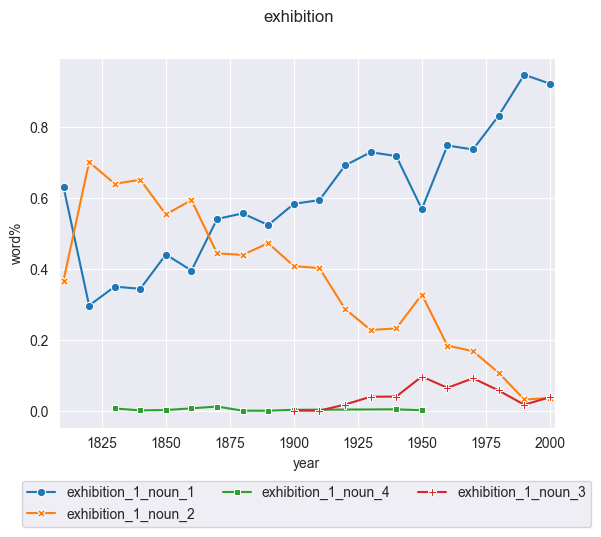 exhibition
word%
0.8
0.6
0.4
0.2
0.0
1825 1850 1875 1900 1925 1950 1975 2000
year
exhibition_1_noun_1 exhibition_1_noun_4 exhibition_1_noun_3
exhibition_1_noun_2